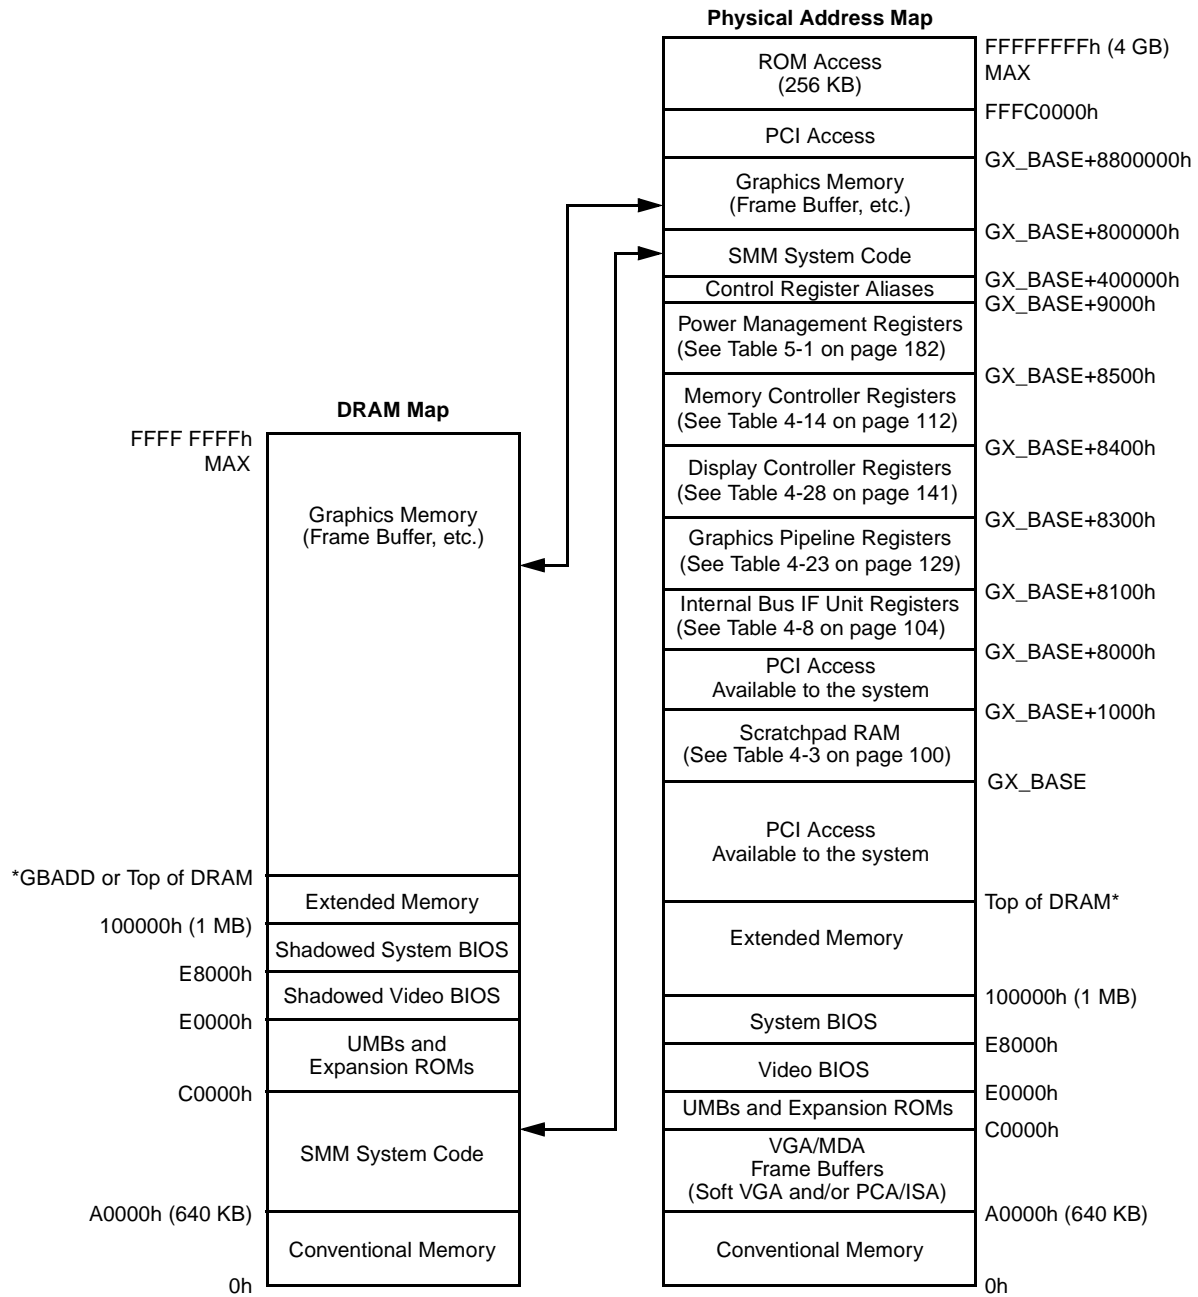 Physical Address Map
ROM Access
(256 KB)
FFFFFFFFh (4 GB)
MAX
FFFC0000h
PCI Access
GX_BASE+8800000h
Graphics Memory
(Frame Buffer, etc.)
GX_BASE+800000h
SMM System Code
GX_BASE+400000h
Control Register Aliases
GX_BASE+9000h
Power Management Registers
(See Table 5-1 on page 182)
GX_BASE+8500h
Memory Controller Registers
(See Table 4-14 on page 112)
GX_BASE+8400h
Display Controller Registers
(See Table 4-28 on page 141)
GX_BASE+8300h
Graphics Pipeline Registers
(See Table 4-23 on page 129)
GX_BASE+8100h
Internal Bus IF Unit Registers
(See Table 4-8 on page 104)
GX_BASE+8000h
PCI Access
Available to the system
GX_BASE+1000h
Scratchpad RAM
(See Table 4-3 on page 100)
GX_BASE
PCI Access
Available to the system
Top of DRAM*
Extended Memory
100000h (1 MB)
System BIOS
E8000h
Video BIOS
E0000h
UMBs and Expansion ROMs
C0000h
VGA/MDA
Frame Buffers
(Soft VGA and/or PCA/ISA)
A0000h (640 KB)
Conventional Memory
0h
DRAM Map
FFFF FFFFh
MAX
Graphics Memory
(Frame Buffer, etc.)
*GBADD or Top of DRAM
Extended Memory
100000h (1 MB)
Shadowed System BIOS
E8000h
Shadowed Video BIOS
E0000h
UMBs and
Expansion ROMs
C0000h
SMM System Code
A0000h (640 KB)
Conventional Memory
0h